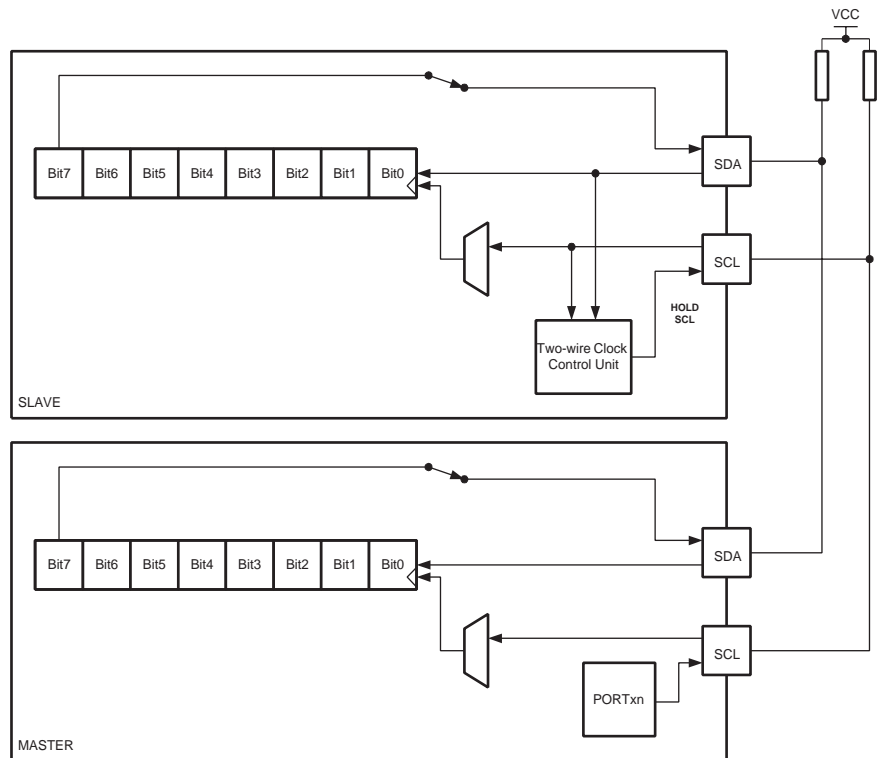 VCC
Bit7 Bit6 Bit5 Bit4 Bit3 Bit2 Bit1 Bit0
SDA
SCL
HOLD
SCL
Two-wire Clock
Control Unit
SLAVE
Bit7 Bit6 Bit5 Bit4 Bit3 Bit2 Bit1 Bit0
SDA
SCL
PORTxn
MASTER